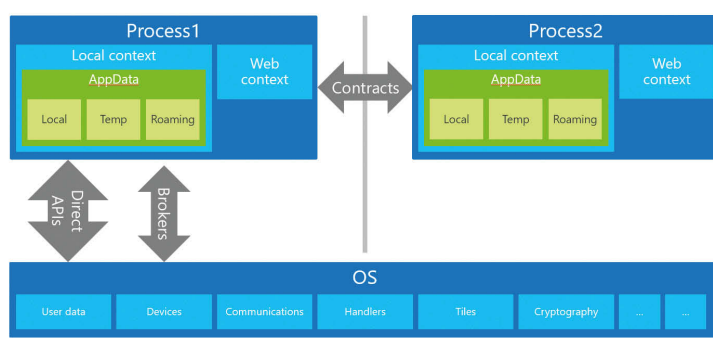 Process1
Local context
AppData
Local
Temp
Roaming
Web
context
Contracts
Process2
Local context
AppData
Local
Temp
Roaming
Web
context
Direct
APIs
Brokers
OS
User data
Devices
Communications
Handlers
Tiles
Cryptography
...
...